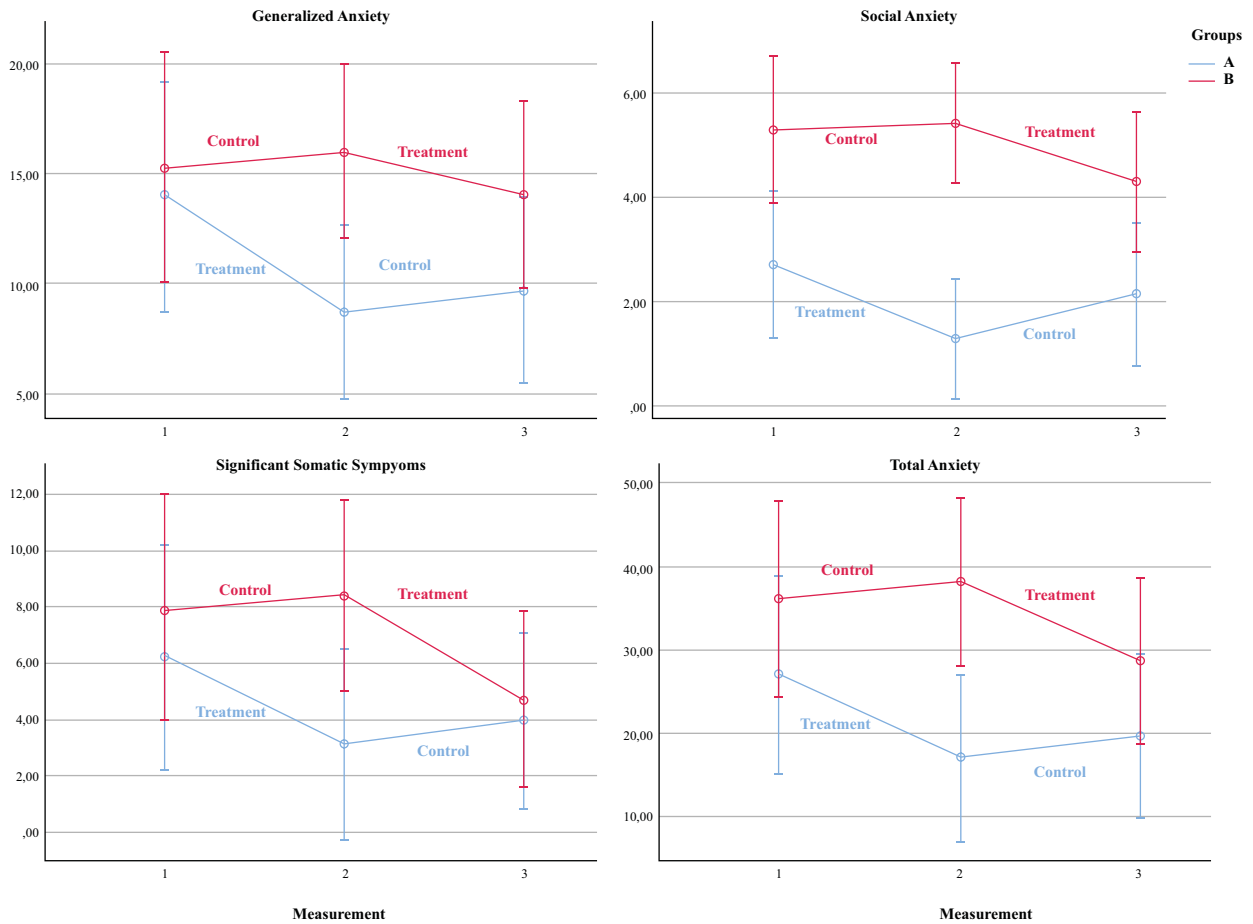 Generalized Anxiety
20,00
15,00
10,00
5,00
Control
Treatment
Treatment
Control
1
2
3
Social Anxiety
6,00
4,00
2,00
,00
Control
Treatment
Treatment
Control
1
2
3
Groups
A
B
Significant Somatic Sympyoms
12,00
10,00
8,00
6,00
4,00
2,00
,00
Control
Treatment
Treatment
Control
1
2
3
Measurement
Total Anxiety
50,00
40,00
30,00
20,00
10,00
Control
Treatment
Treatment
Control
1
2
3
Measurement